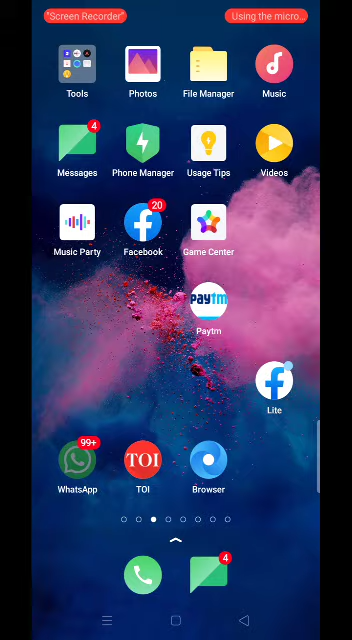 "Screen Recorder"
Using the micro...
Tools
Photos
File Manager
Music
4
Messages
Phone Manager
Usage Tips
Videos
20
Music Party
Facebook
Game Center
paytm
Paytm
Lite
99+
TOI
WhatsApp
TOI
Browser
4